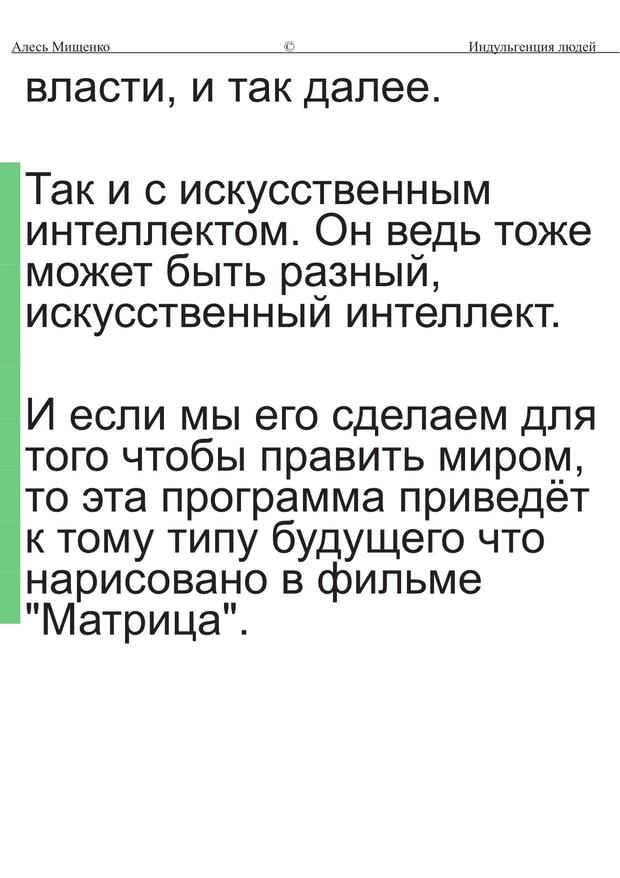 Алесь Мищенко © Индульгенция людей
власти, и так далее.
Так и с искусственным
интеллектом. Он ведь тоже
может быть разный,
искусственный интеллект.
И если мы его сделаем для
того чтобы править миром,
то эта программа приведёт
к тому типу будущего что
нарисовано в фильме
"Матрица".